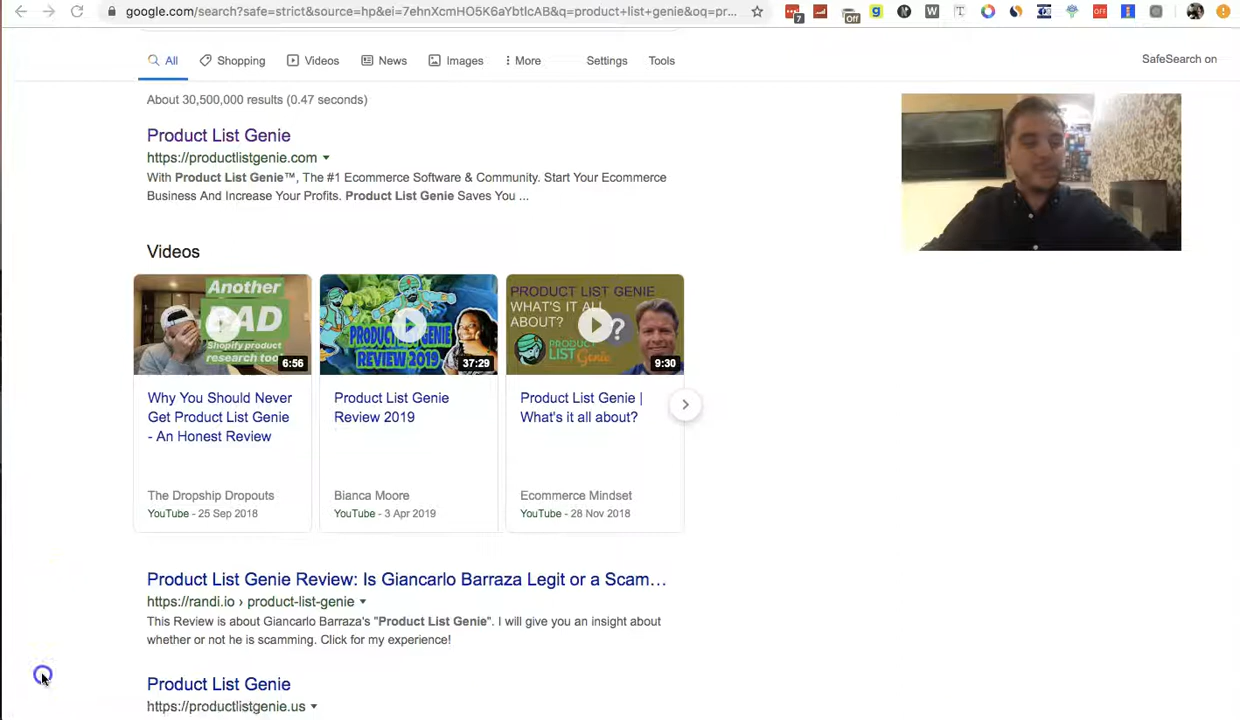 google.com/search?safe=strict&source=hp&ei=7ehnXcmHO5K6aYbtlcAB&q=product+list+genie&oq=pr...
7
Off
g
W
T
OFF
All
Shopping
Videos
News
Images
More
Settings
Tools
SafeSearch on
About 30,500,000 results (0.47 seconds)
Product List Genie
https://productlistgenie.com
With Product List Genie™, The #1 Ecommerce Software & Community. Start Your Ecommerce
Business And Increase Your Profits. Product List Genie Saves You ...
Videos
Another
BAD
Shopify product
research tool
6:56
PRODUCT LIST GENIE
REVIEW 2019
37:29
PRODUCT LIST GENIE
WHAT'S IT ALL
ABOUT?
?
PRODUCT
LIST Genie
9:30
Why You Should Never
Get Product List Genie
- An Honest Review
The Dropship Dropouts
YouTube - 25 Sep 2018
Product List Genie
Review 2019
Bianca Moore
YouTube - 3 Apr 2019
Product List Genie |
What's it all about?
Ecommerce Mindset
YouTube - 28 Nov 2018
Product List Genie Review: Is Giancarlo Barraza Legit or a Scam…
https://randi.io › product-list-genie
This Review is about Giancarlo Barraza's "Product List Genie". I will give you an insight about
whether or not he is scamming. Click for my experience!
Product List Genie
https://productlistgenie.us